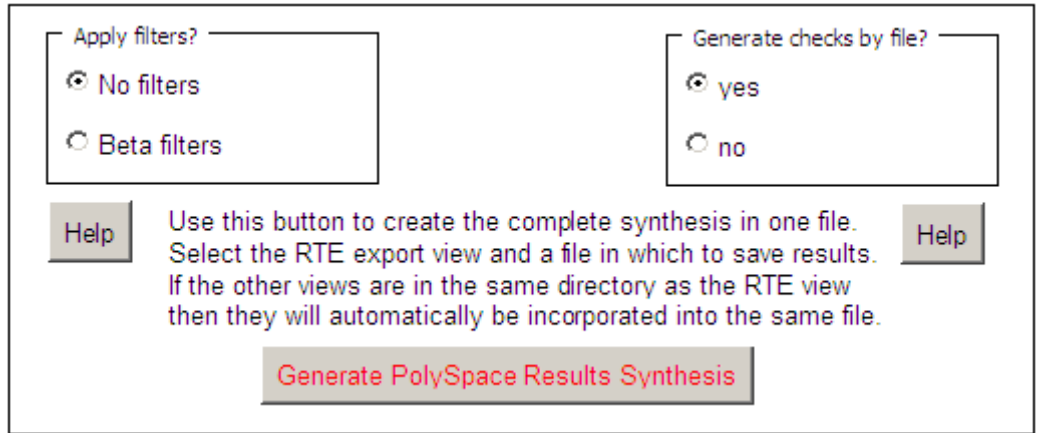 Apply filters?
No filters
Beta filters
Generate checks by file?
yes
no
Help
Use this button to create the complete synthesis in one file.
Select the RTE export view and a file in which to save results.
If the other views are in the same directory as the RTE view
then they will automatically be incorporated into the same file.
Help
Generate PolySpace Results Synthesis